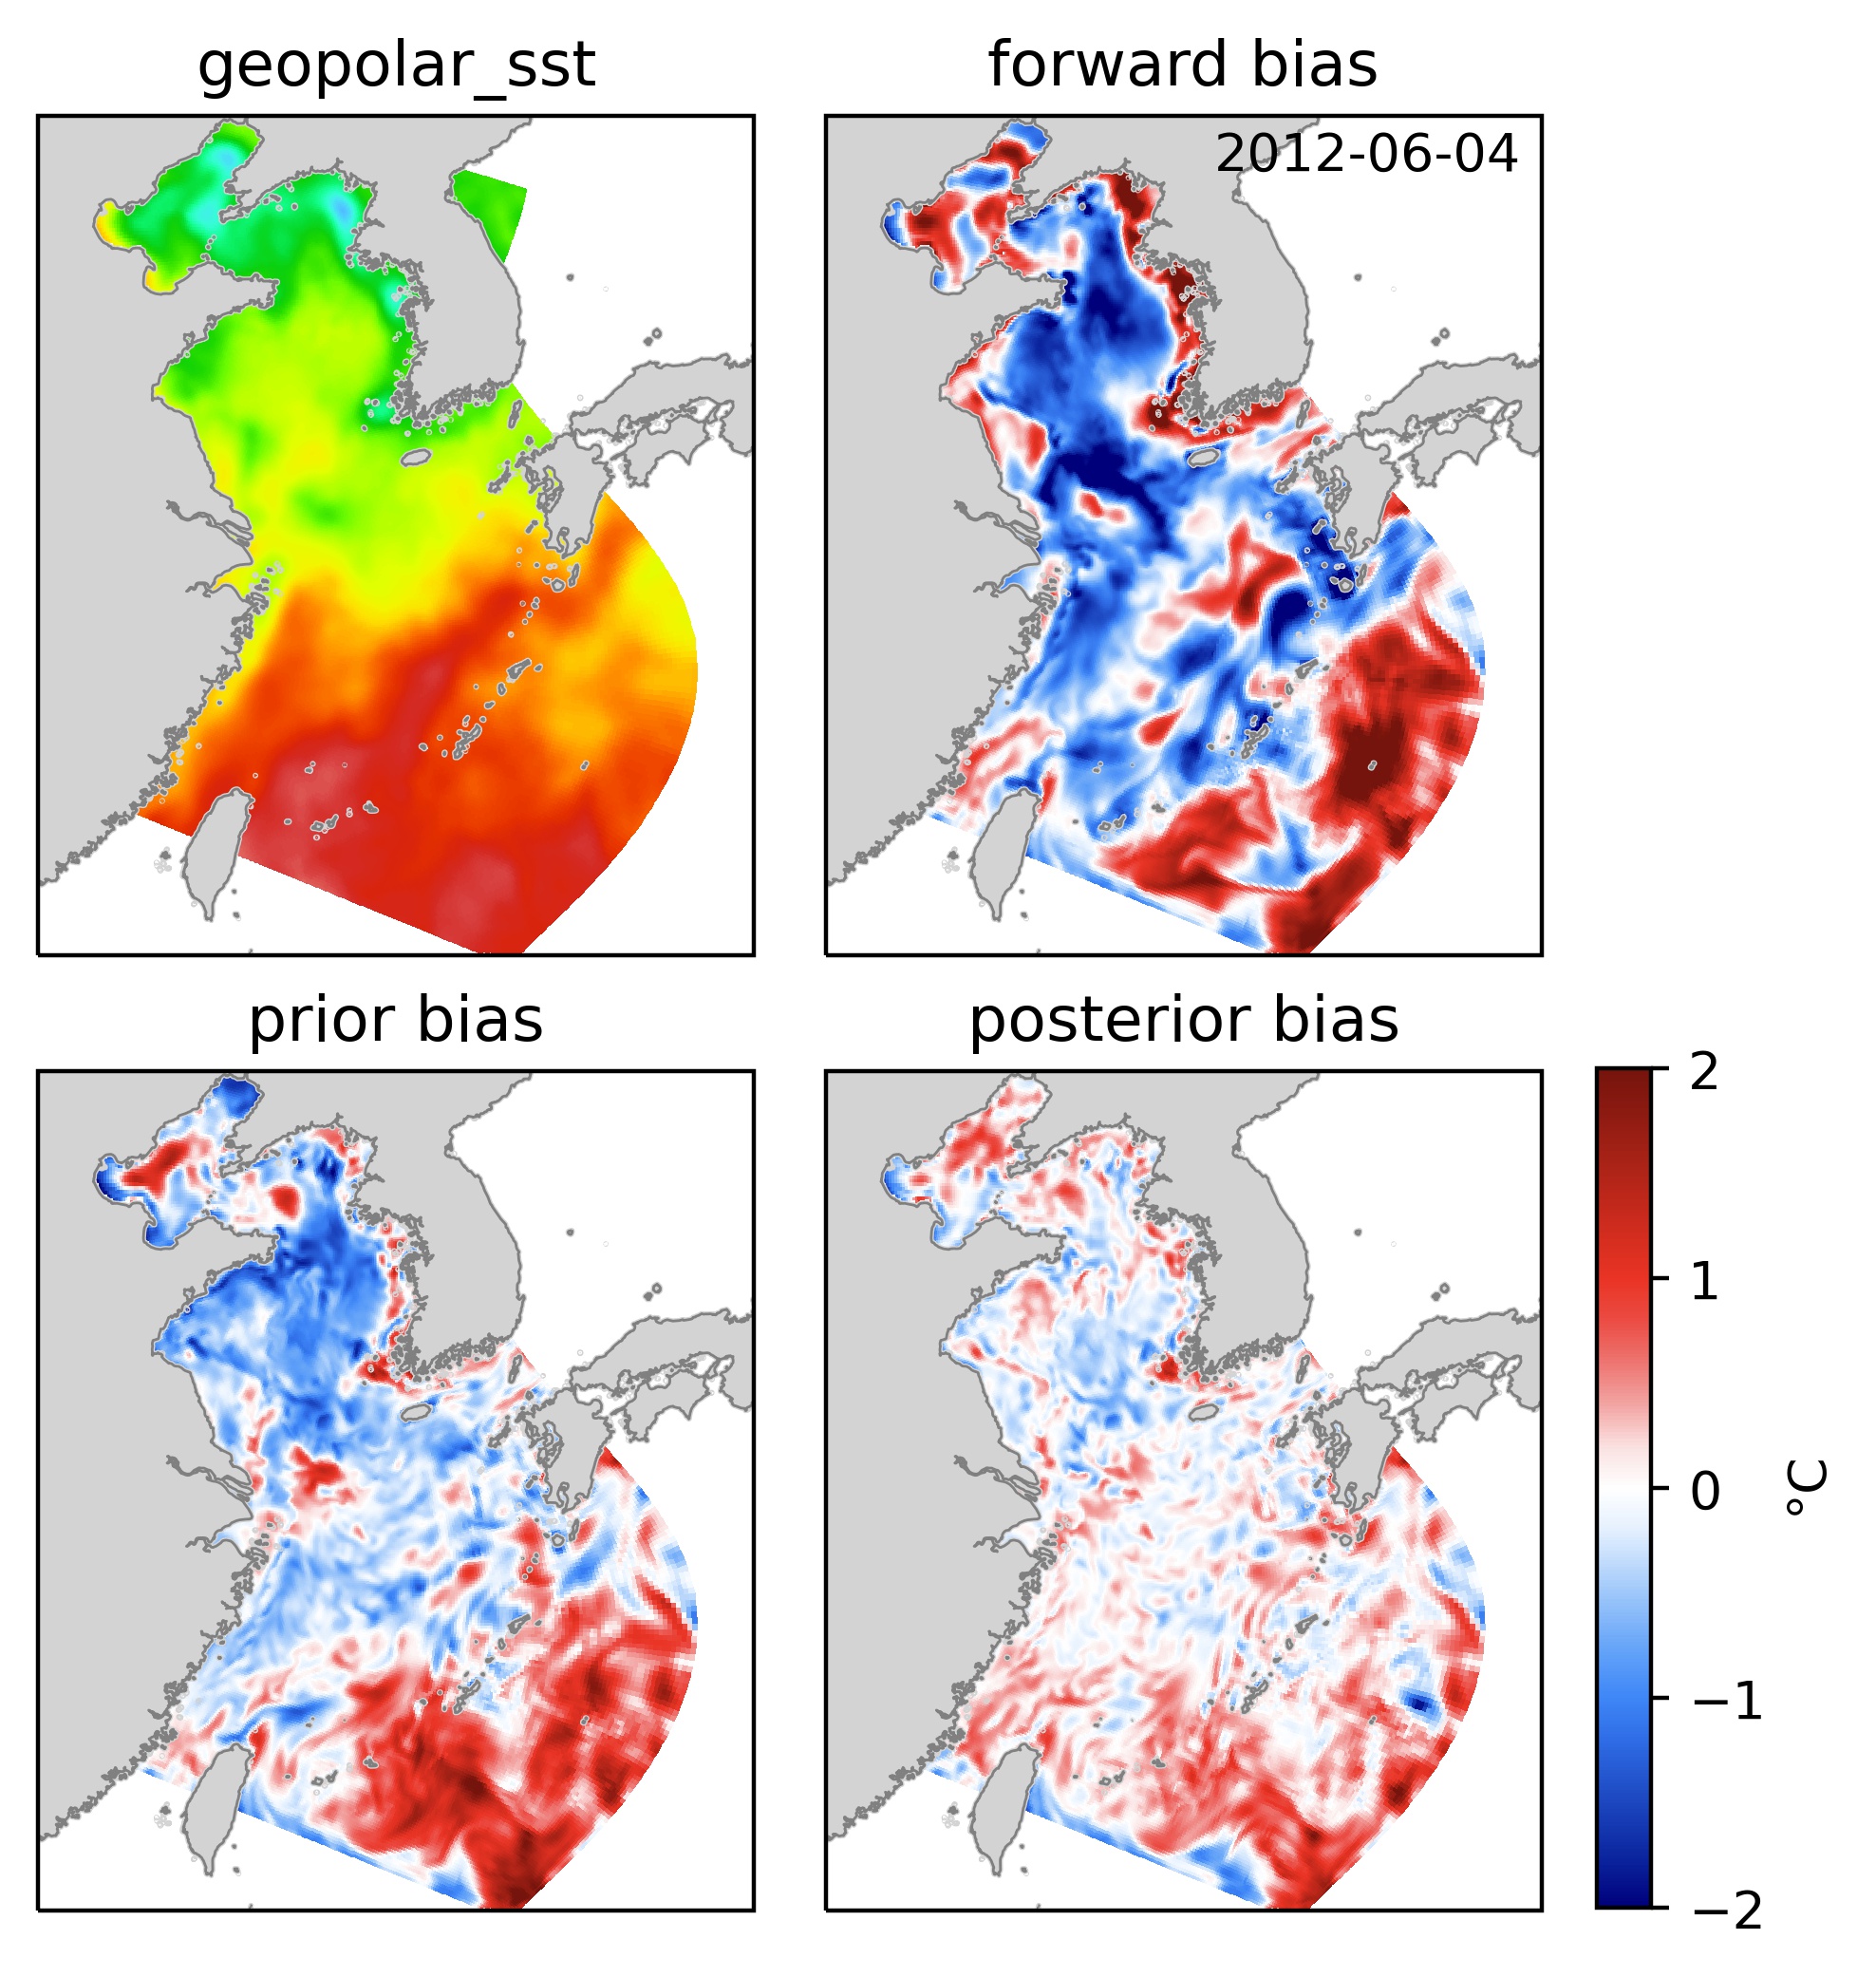 geopolar_sst
forward bias
2012-06-04
prior bias
posterior bias
2
1
0
−1
−2
°C